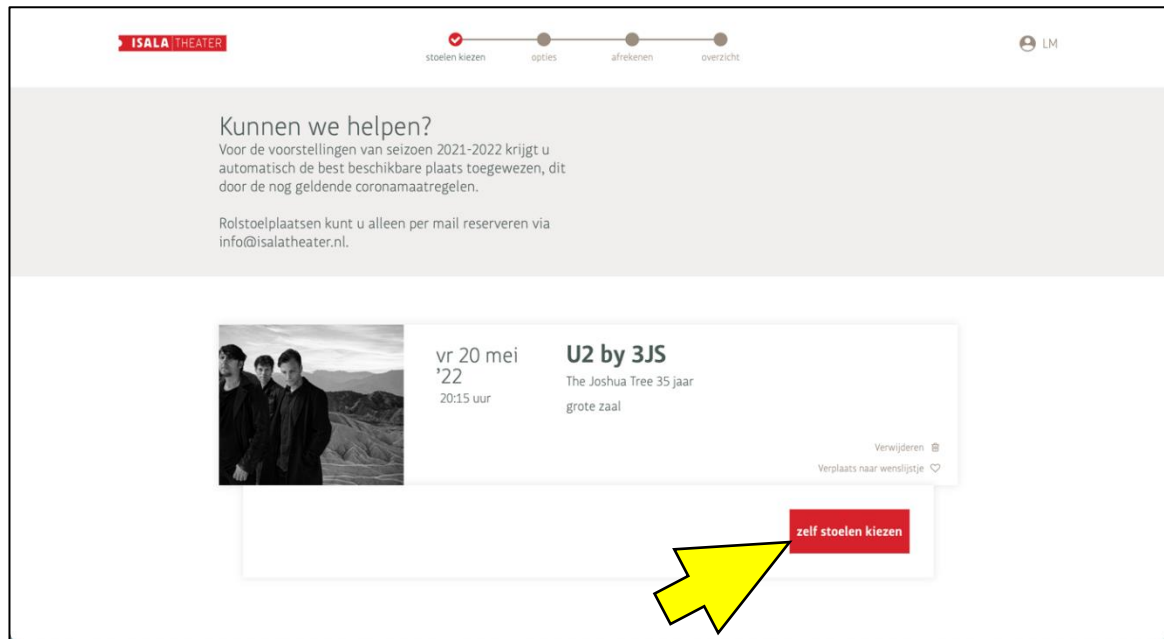 ISALA THEATER
stoelen kiezen
opties
afrekenen
overzicht
LM
Kunnen we helpen?
Voor de voorstellingen van seizoen 2021-2022 krijgt u
automatisch de best beschikbare plaats toegewezen, dit
door de nog geldende coronamaatregelen.
Rolstoelplaatsen kunt u alleen per mail reserveren via
info@isalatheater.nl.
vr 20 mei
'22
20:15 uur
U2 by 3JS
The Joshua Tree 35 jaar
grote zaal
Verwijderen
Verplaats naar wenslijstje
zelf stoelen kiezen